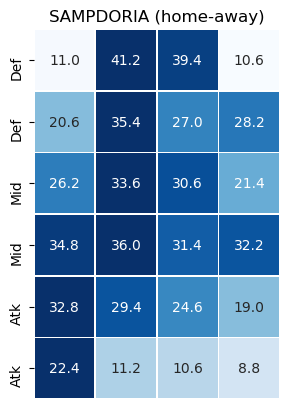 SAMPDORIA (home-away)
Def 11.0 41.2 39.4 10.6
Def 20.6 35.4 27.0 28.2
Mid 26.2 33.6 30.6 21.4
Mid 34.8 36.0 31.4 32.2
Atk 32.8 29.4 24.6 19.0
Atk 22.4 11.2 10.6 8.8